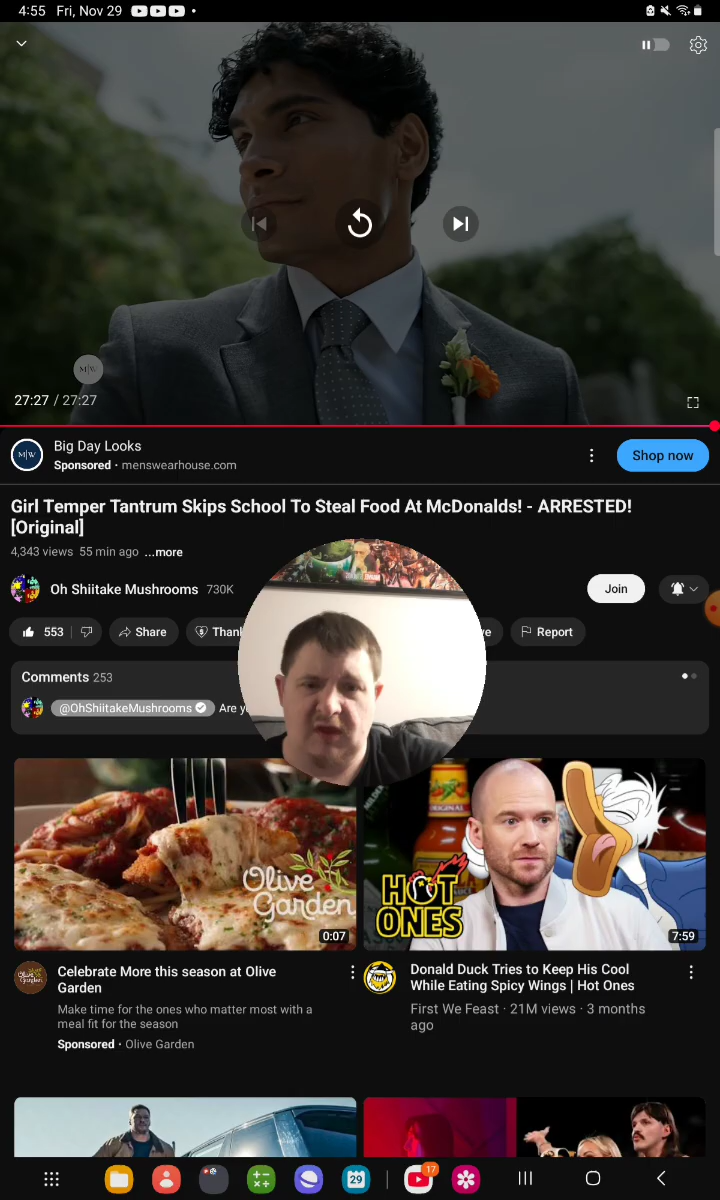 4:55 Fri, Nov 29
M|W
27:27 / 27:27
M|W
Big Day Looks
Sponsored · menswearhouse.com
Shop now
Girl Temper Tantrum Skips School To Steal Food At McDonalds! - ARRESTED!
[Original]
4,343 views 55 min ago ...more
Oh Shiitake Mushrooms 730K
Join
553
Share
Report
Comments 253
@OhShiitakeMushrooms Are
ORIGINAL
Olive
Garden
0:07
HOT
ONES
7:59
Celebrate More this season at Olive
Garden
Make time for the ones who matter most with a
meal fit for the season
Sponsored · Olive Garden
Donald Duck Tries to Keep His Cool
While Eating Spicy Wings | Hot Ones
First We Feast · 21M views · 3 months
ago
29
17